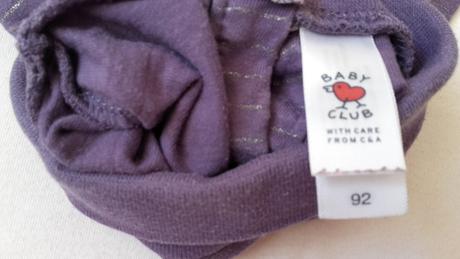 BABY
CLUB
WITH CARE
FROM C&A
92